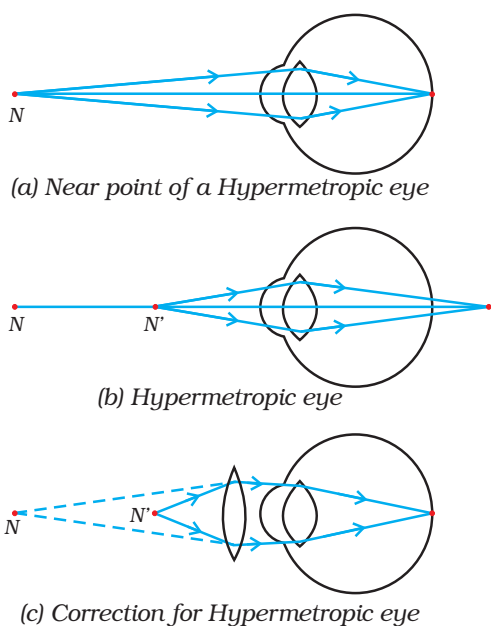 N
(a) Near point of a Hypermetropic eye
N N'
(b) Hypermetropic eye
N N'
(c) Correction for Hypermetropic eye